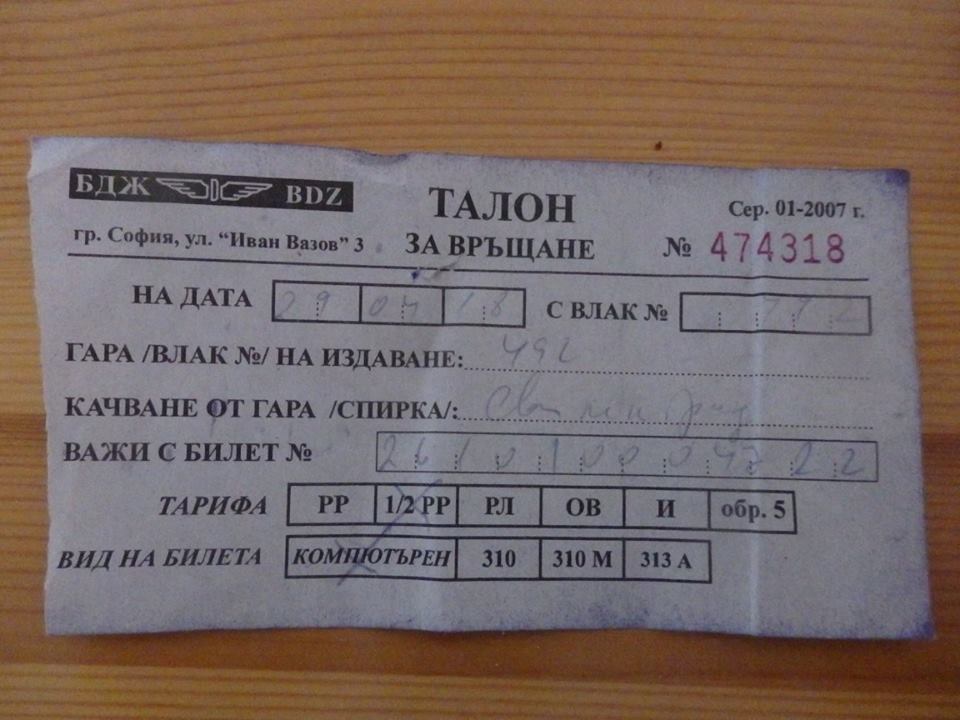 БДЖ BDZ
ТАЛОН
Сер. 01-2007 г.
гр. София, ул. “Иван Вазов” 3
ЗА ВРЪЩАНЕ
№ 474318
НА ДАТА 29 07 18 С ВЛАК №
ГАРА /ВЛАК №/ НА ИЗДАВАНЕ: 492
КАЧВАНЕ ОТ ГАРА /СПИРКА/:
ВАЖИ С БИЛЕТ №
ТАРИФА РР 1/2 РР РЛ ОВ И обр. 5
ВИД НА БИЛЕТА КОМПЮТЪРЕН 310 310 М 313 А